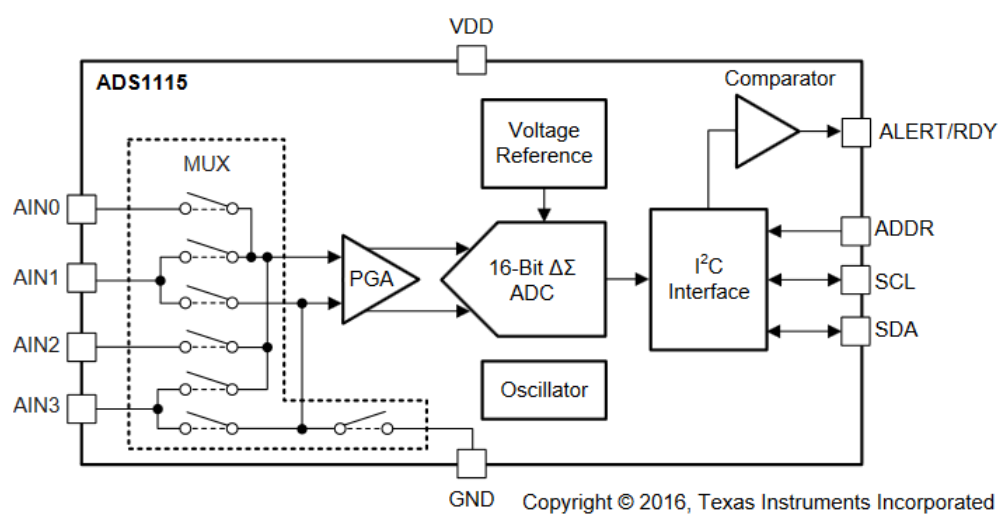 VDD
ADS1115
Comparator
Voltage
Reference
ALERT/RDY
MUX
AIN0
ADDR
AIN1
PGA
16-Bit ΔΣ
ADC
I²C
Interface
SCL
AIN2
SDA
AIN3
Oscillator
GND
Copyright © 2016, Texas Instruments Incorporated